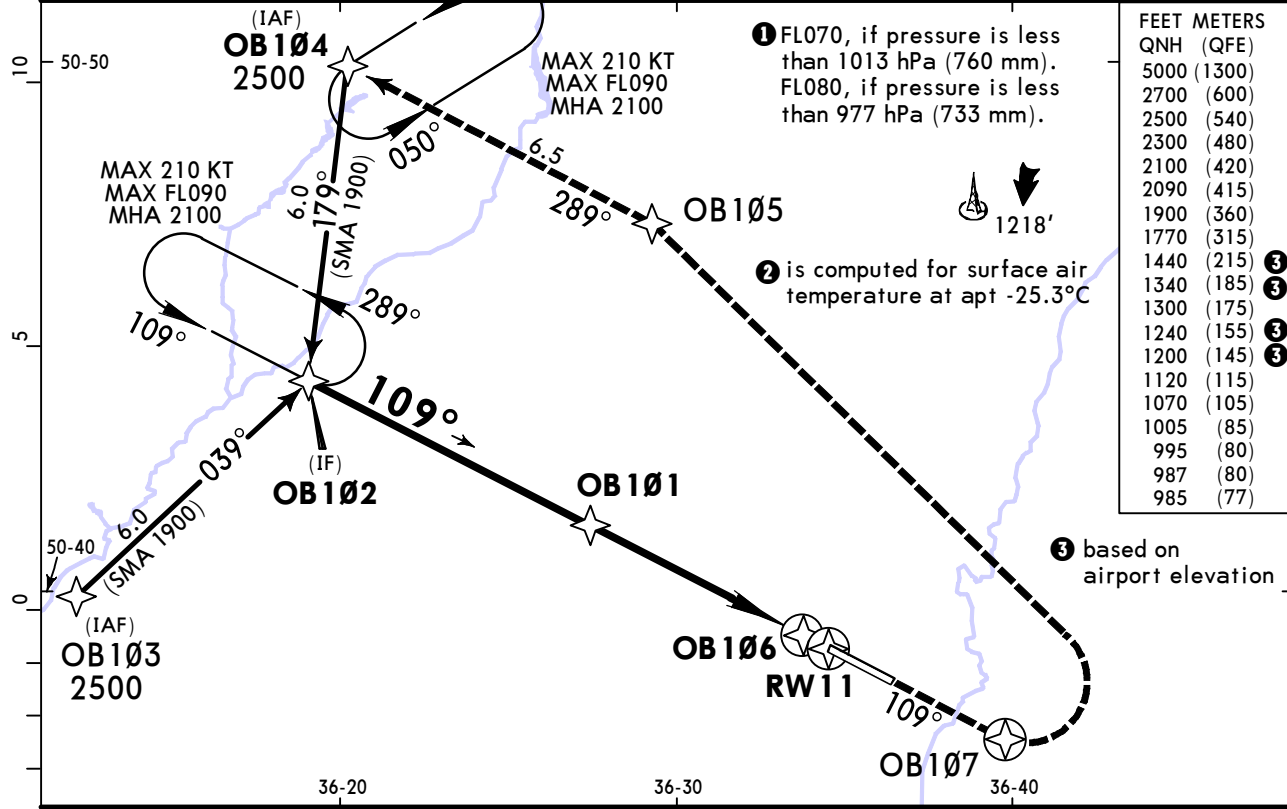 (IAF)
OB1Ø4
2500
50-50
10
MAX 210 KT
MAX FL090
MHA 2100
❶ FL070, if pressure is less
than 1013 hPa (760 mm).
FL080, if pressure is less
than 977 hPa (733 mm).
050°
6.5
289°
OB1Ø5
1218'
MAX 210 KT
MAX FL090
MHA 2100
6.0
179°
(SMA 1900)
❷ is computed for surface air
temperature at apt -25.3°C
289°
109°
5
109°
(IF)
OB1Ø2
OB1Ø1
039°
6.0
(SMA 1900)
50-40
0
(IAF)
OB1Ø3
2500
❸ based on
airport elevation
OB1Ø6
RW11
109°
OB1Ø7
36-20
36-30
36-40
FEET METERS
QNH (QFE)
5000 (1300)
2700 (600)
2500 (540)
2300 (480)
2100 (420)
2090 (415)
1900 (360)
1770 (315)
1440 (215) ❸
1340 (185) ❸
1300 (175)
1240 (155) ❸
1200 (145) ❸
1120 (115)
1070 (105)
1005 (85)
995 (80)
987 (80)
985 (77)